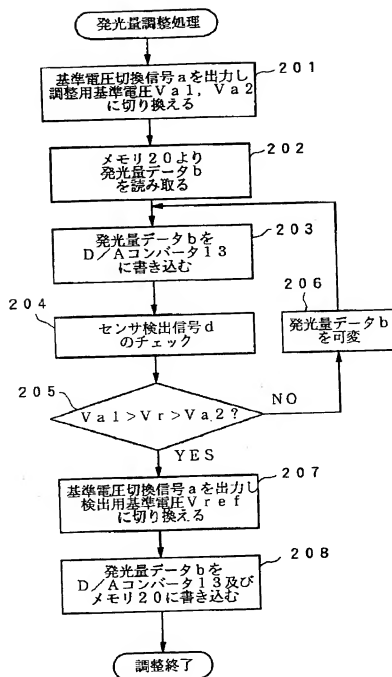 発光量調整処理
201
基準電圧切換信号aを出力し
調整用基準電圧Va1，Va2
に切り換える
202
メモリ20より
発光量データb
を読み取る
203
発光量データbを
D/Aコンバータ13
に書き込む
204
センサ検出信号d
のチェック
206
発光量データb
を可変
205
Va1＞Vr＞Va2？
NO
YES
207
基準電圧切換信号aを出力し
検出用基準電圧Vref
に切り換える
208
発光量データbを
D/Aコンバータ13及び
メモリ20に書き込む
調整終了